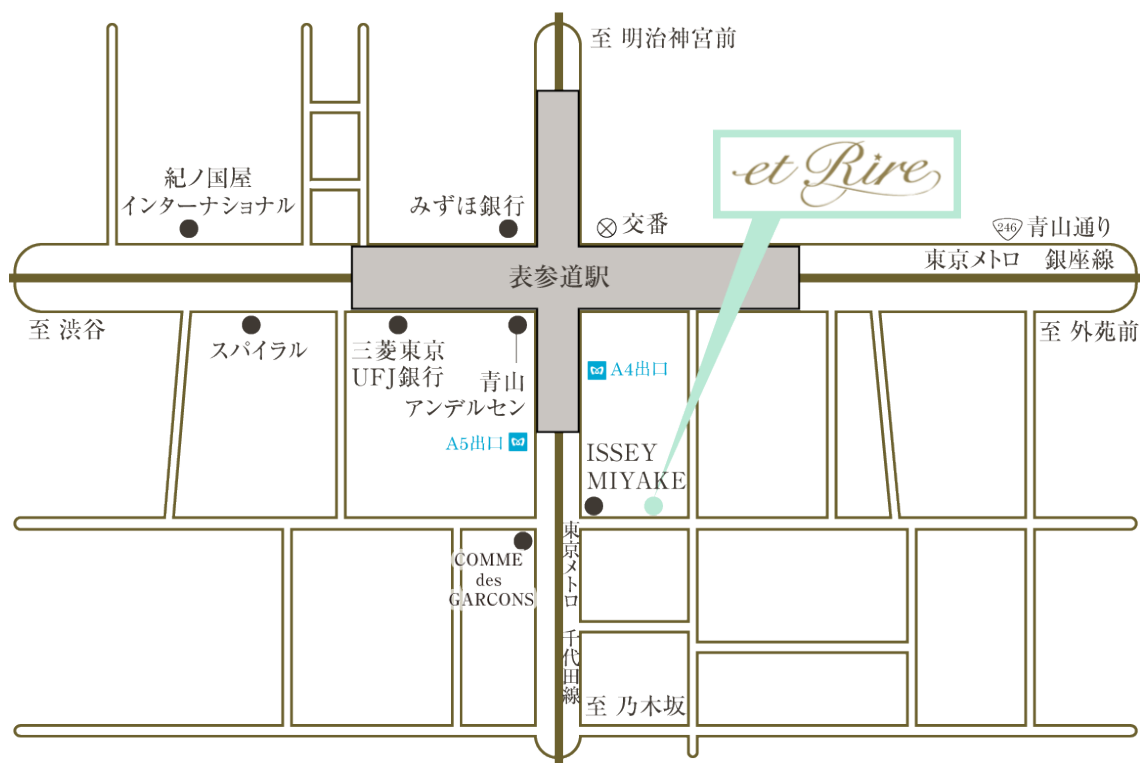 至 明治神宮前
et Rire
紀ノ国屋
インターナショナル
みずほ銀行
交番
246 青山通り
東京メトロ 銀座線
表参道駅
至 渋谷
スパイラル
三菱東京
UFJ銀行
青山
アンデルセン
A4出口
至 外苑前
A5出口
ISSEY
MIYAKE
COMME
des
GARCONS
東京メトロ 千代田線
至 乃木坂